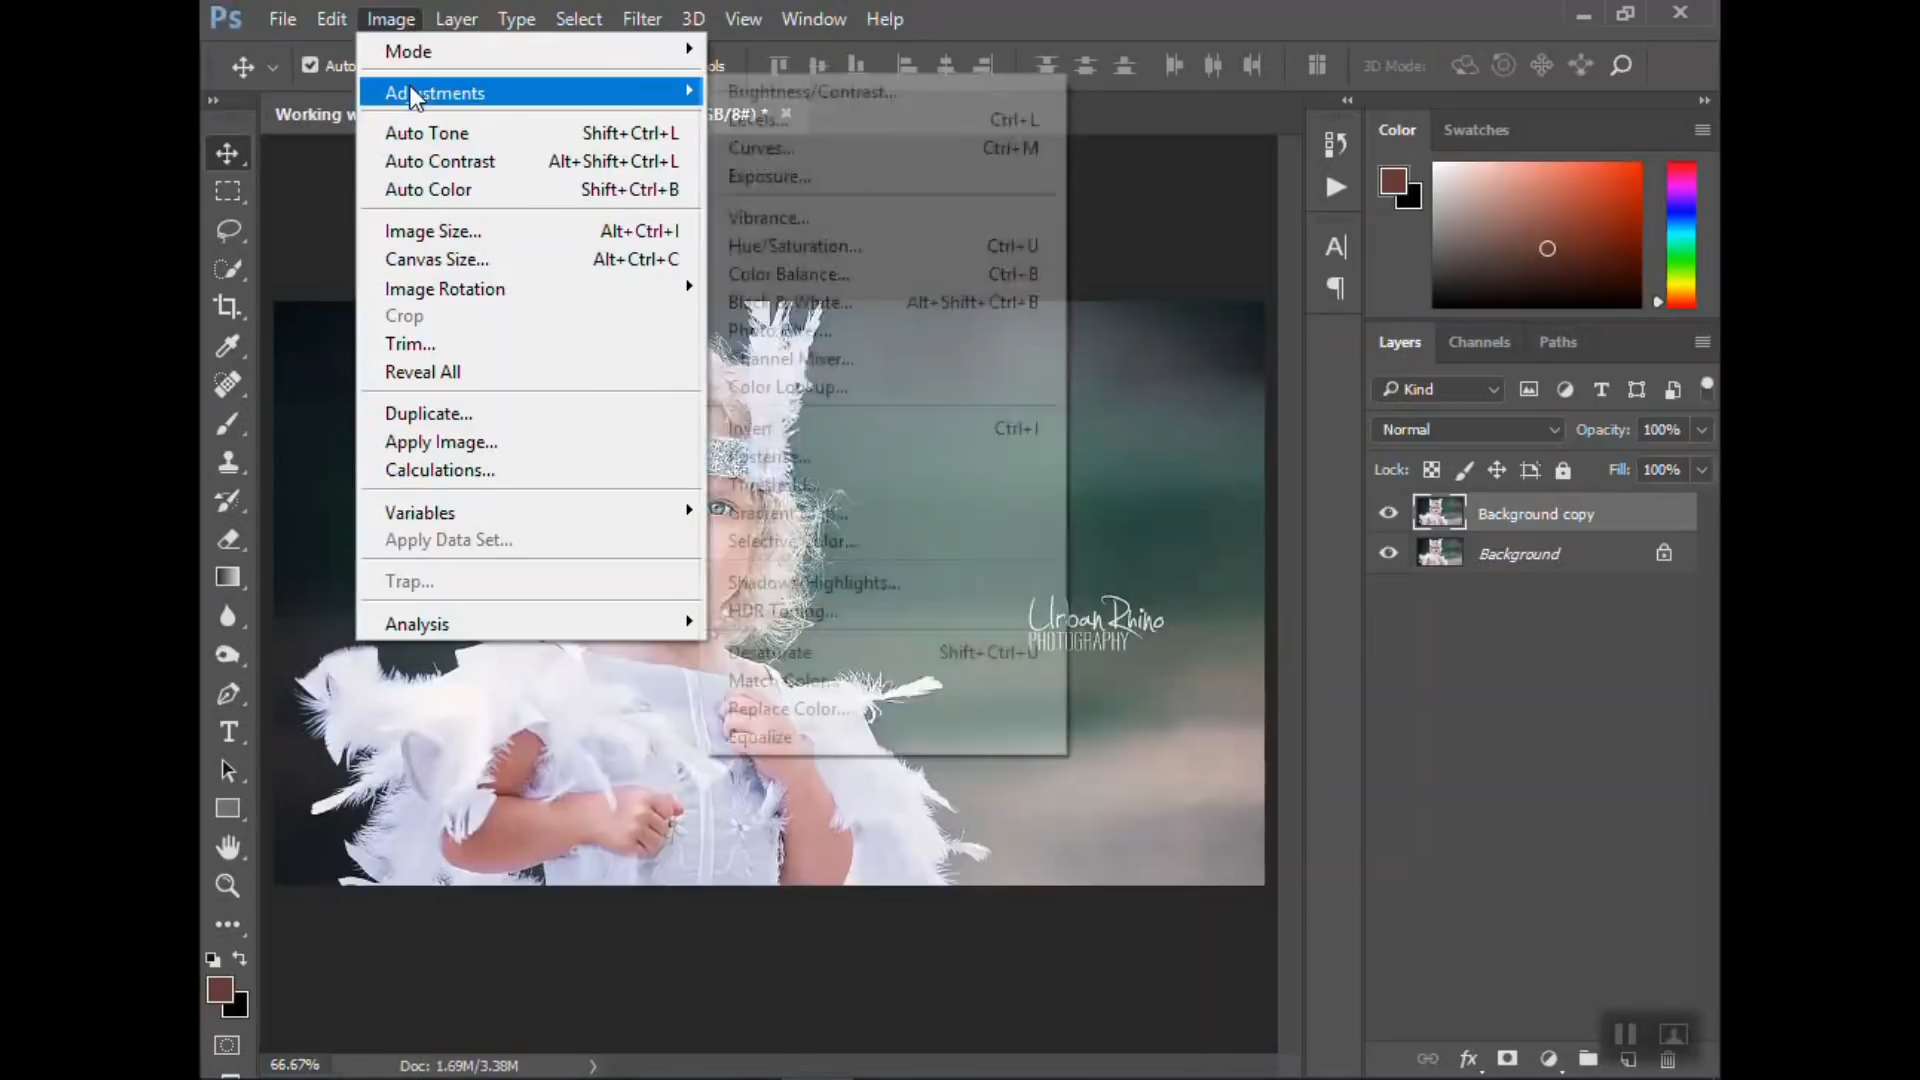 Ps File Edit Image Layer Type Select Filter 3D View Window Help
Auto
ols
3D Mode:
Working w
GB/8#) *
Mode
Adjustments
Auto Tone Shift+Ctrl+L
Auto Contrast Alt+Shift+Ctrl+L
Auto Color Shift+Ctrl+B
Image Size... Alt+Ctrl+I
Canvas Size... Alt+Ctrl+C
Image Rotation
Crop
Trim...
Reveal All
Duplicate...
Apply Image...
Calculations...
Variables
Apply Data Set...
Trap...
Analysis
Brightness/Contrast...
Levels... Ctrl+L
Curves... Ctrl+M
Exposure...
Vibrance...
Hue/Saturation... Ctrl+U
Color Balance... Ctrl+B
Black & White... Alt+Shift+Ctrl+B
Photo Filter...
Channel Mixer...
Color Lookup...
Invert Ctrl+I
Posterize...
Threshold...
Gradient Map...
Selective Color...
Shadows/Highlights...
HDR Toning...
Desaturate Shift+Ctrl+U
Match Color...
Replace Color...
Equalize
Urban Rhino
PHOTOGRAPHY
Color Swatches
Layers Channels Paths
Kind
Normal Opacity: 100%
Lock: Fill: 100%
Background copy
Background
fx
66.67% Doc: 1.69M/3.38M